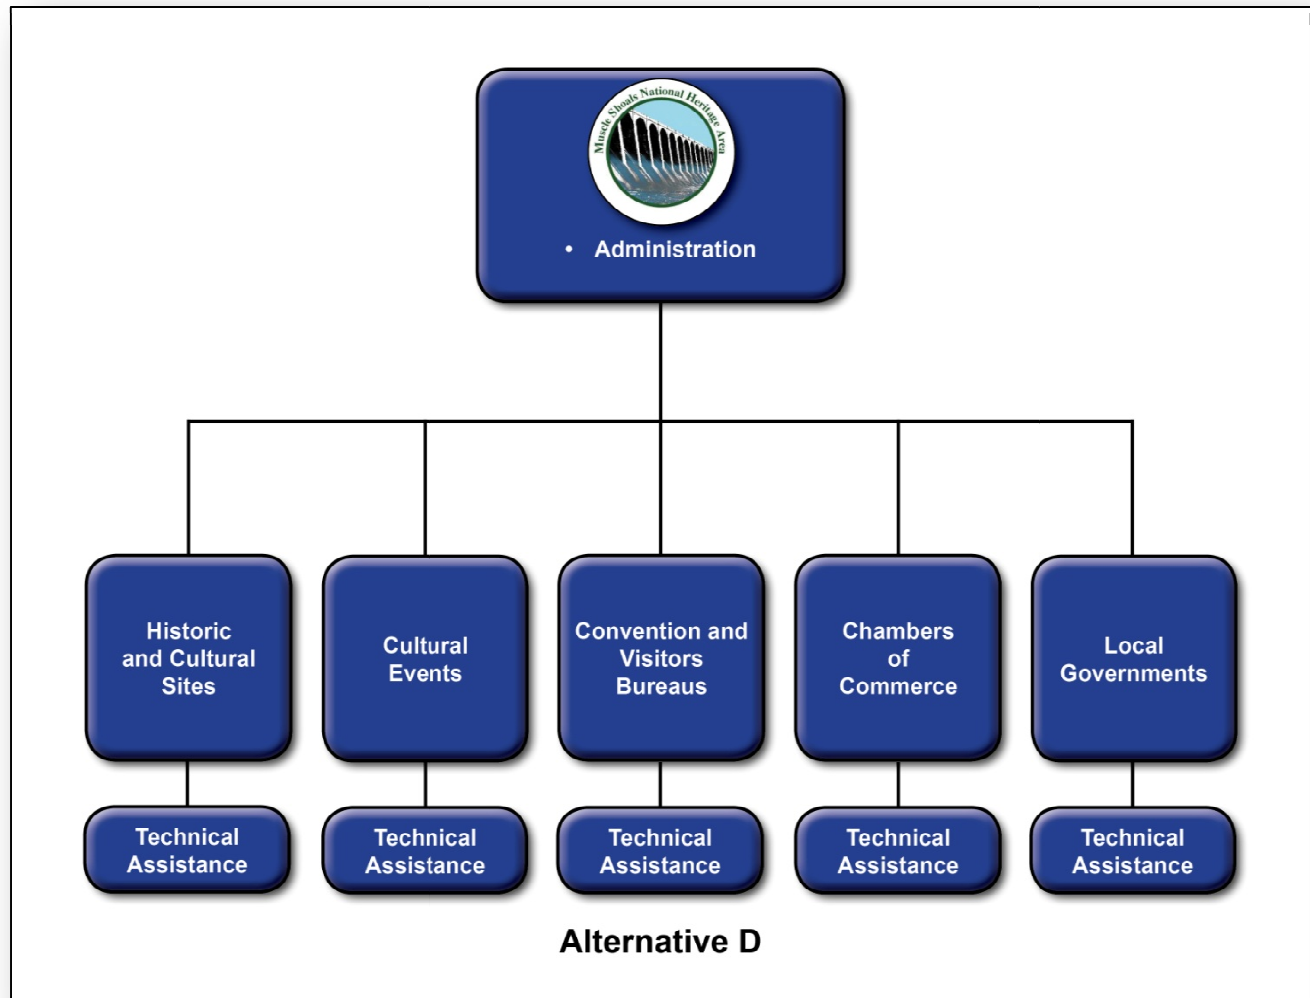 Muscle Shoals National Heritage Area
• Administration
Historic
and Cultural
Sites
Cultural
Events
Convention and
Visitors
Bureaus
Chambers
of
Commerce
Local
Governments
Technical
Assistance
Technical
Assistance
Technical
Assistance
Technical
Assistance
Technical
Assistance
Alternative D